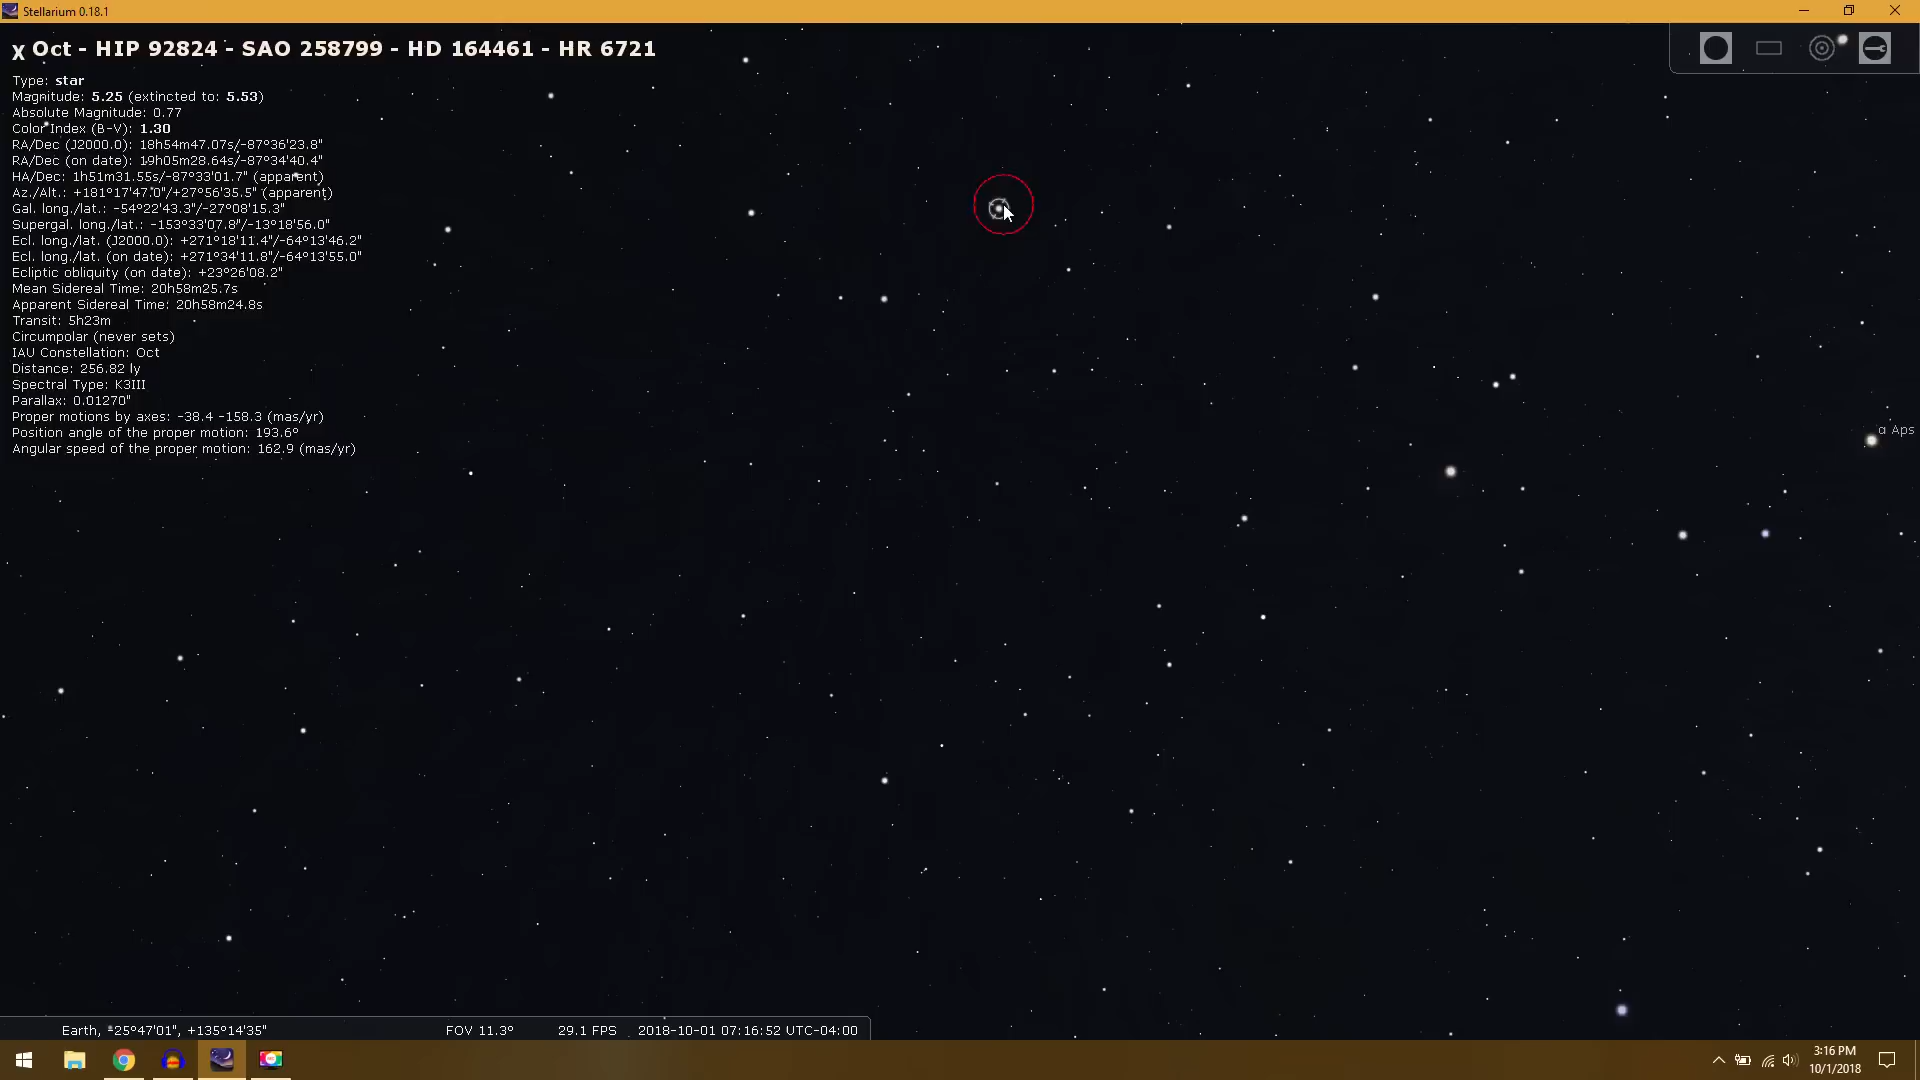 Stellarium 0.18.1
χ Oct - HIP 92824 - SAO 258799 - HD 164461 - HR 6721
Type: star
Magnitude: 5.25 (extincted to: 5.53)
Absolute Magnitude: 0.77
Color Index (B-V): 1.30
RA/Dec (J2000.0): 18h54m47.07s/-87°36'23.8"
RA/Dec (on date): 19h05m28.64s/-87°34'40.4"
HA/Dec: 1h51m31.55s/-87°33'01.7" (apparent)
Az./Alt.: +181°17'47.0"/+27°56'35.5" (apparent)
Gal. long./lat.: -54°22'43.3"/-27°08'15.3"
Supergal. long./lat.: -153°33'07.8"/-13°18'56.0"
Ecl. long./lat. (J2000.0): +271°18'11.4"/-64°13'46.2"
Ecl. long./lat. (on date): +271°34'11.8"/-64°13'55.0"
Ecliptic obliquity (on date): +23°26'08.2"
Mean Sidereal Time: 20h58m25.7s
Apparent Sidereal Time: 20h58m24.8s
Transit: 5h23m
Circumpolar (never sets)
IAU Constellation: Oct
Distance: 256.82 ly
Spectral Type: K3III
Parallax: 0.01270"
Proper motions by axes: -38.4 -158.3 (mas/yr)
Position angle of the proper motion: 193.6°
Angular speed of the proper motion: 162.9 (mas/yr)
α Aps
Earth, -25°47'01", +135°14'35" FOV 11.3° 29.1 FPS 2018-10-01 07:16:52 UTC-04:00
3:16 PM
10/1/2018